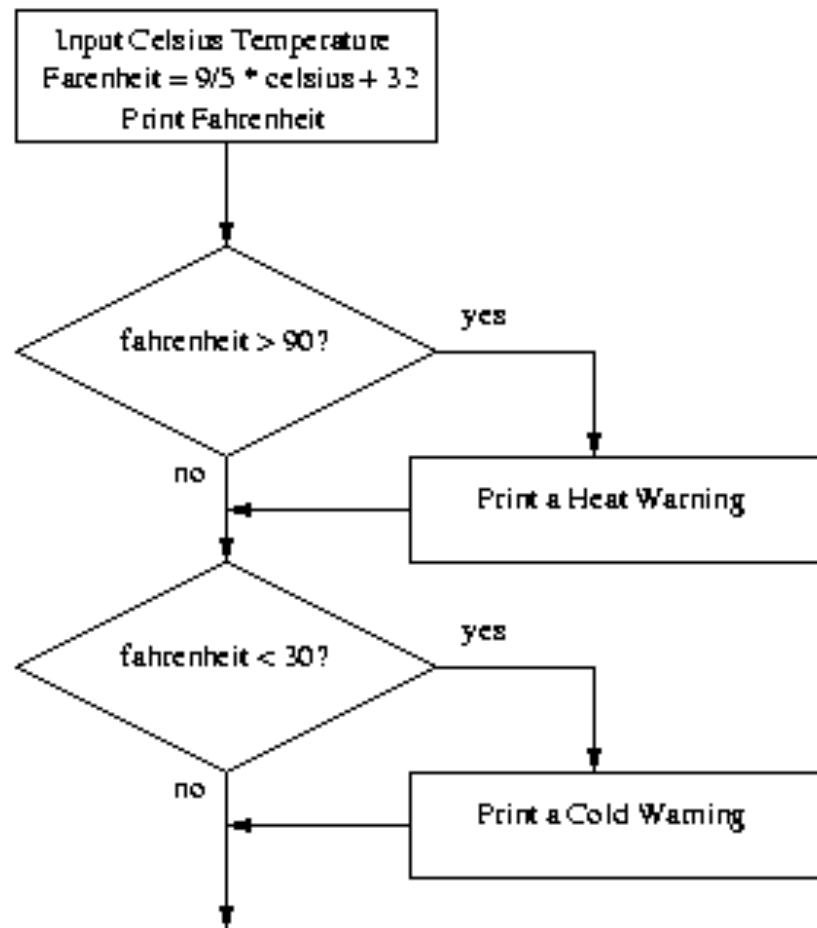 Input Celsius Temperature
Farenheit = 9/5 * celsius + 32
Print Fahrenheit
fahrenheit > 90?
yes
no
Print a Heat Warning
fahrenheit < 30?
yes
no
Print a Cold Warning